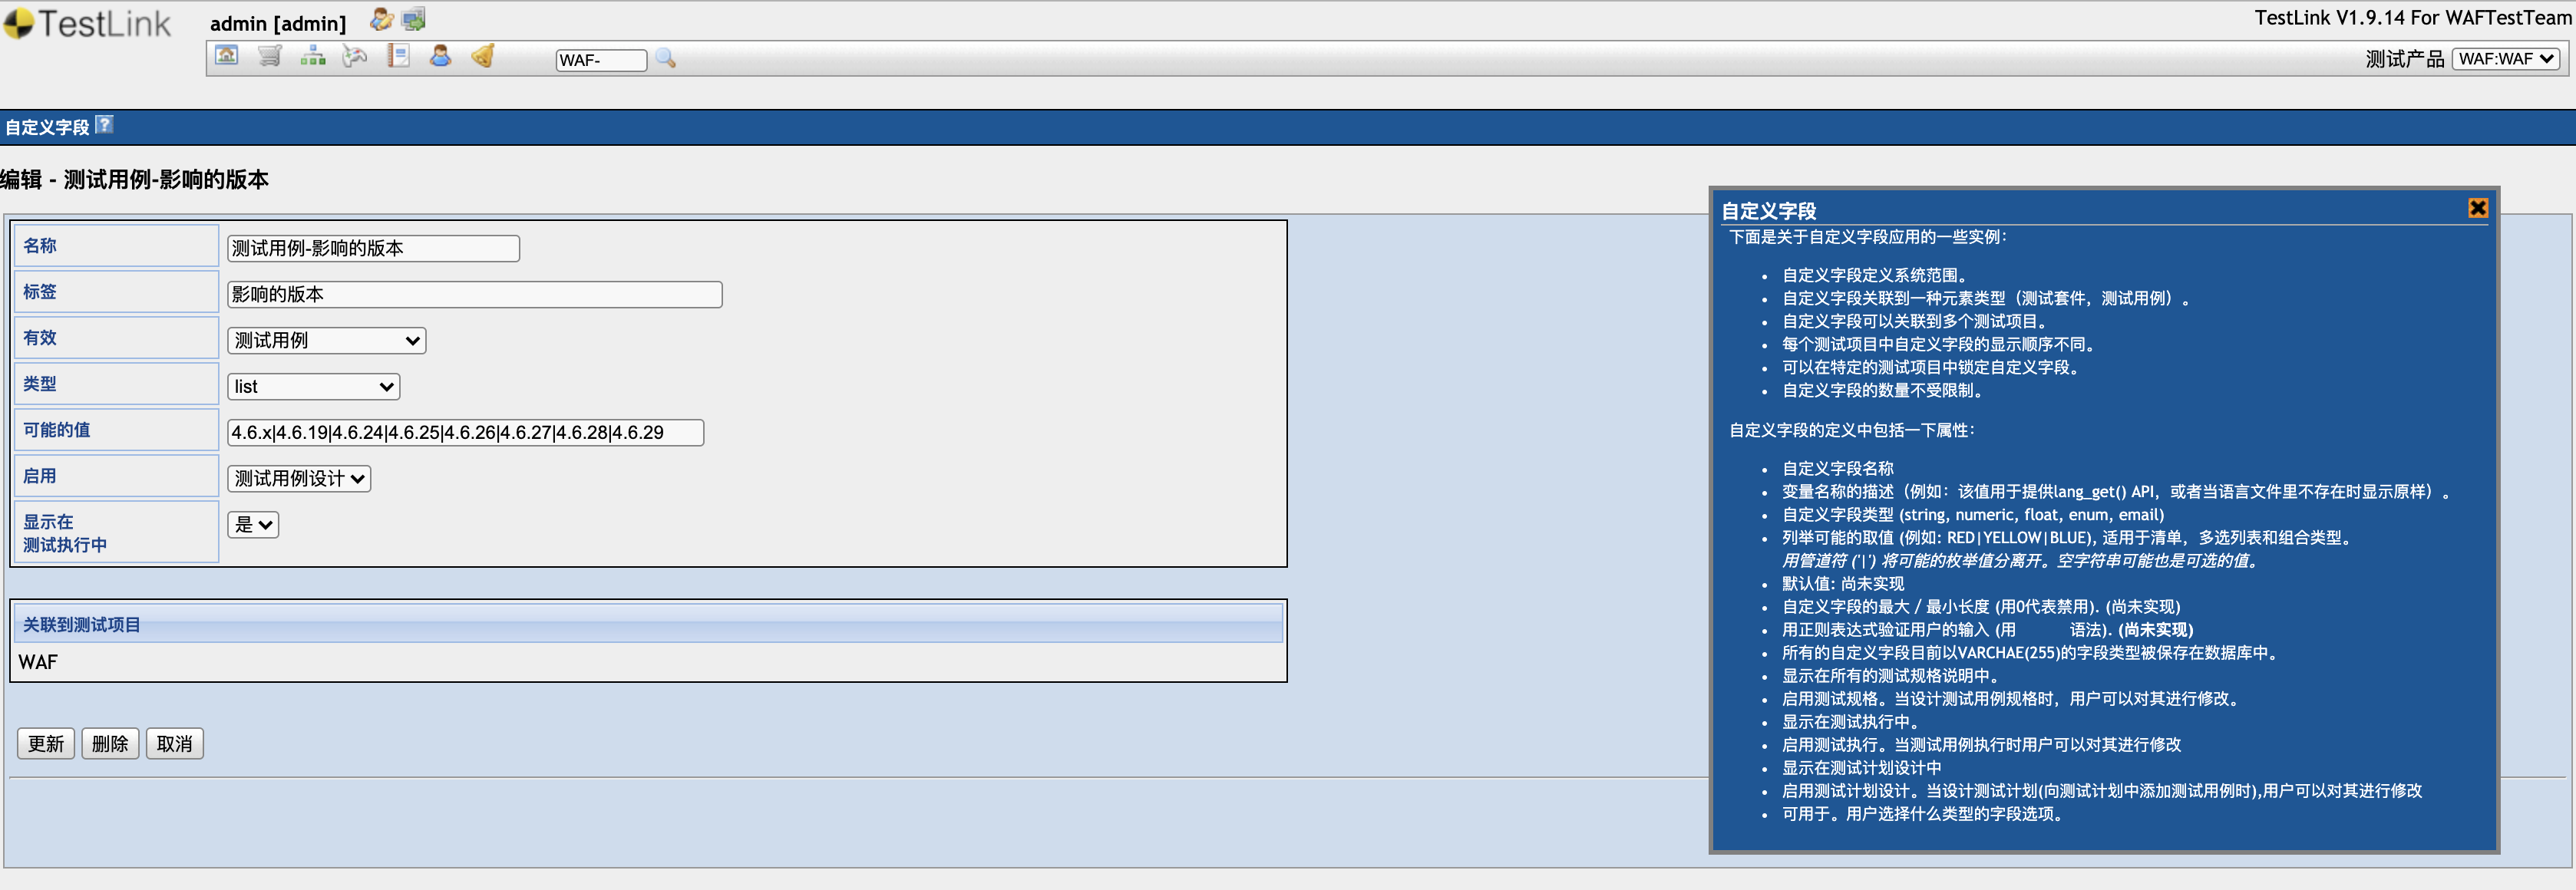 TestLink
admin [admin]
TestLink V1.9.14 For WAFTestTeam
WAF-
测试产品 WAF:WAF
自定义字段 ?
编辑 - 测试用例-影响的版本
名称 测试用例-影响的版本
标签 影响的版本
有效 测试用例
类型 list
可能的值 4.6.x|4.6.19|4.6.24|4.6.25|4.6.26|4.6.27|4.6.28|4.6.29
启用 测试用例设计
显示在
测试执行中 是
关联到测试项目
WAF
更新 删除 取消
自定义字段
下面是关于自定义字段应用的一些实例：
• 自定义字段定义系统范围。
• 自定义字段关联到一种元素类型（测试套件，测试用例）。
• 自定义字段可以关联到多个测试项目。
• 每个测试项目中自定义字段的显示顺序不同。
• 可以在特定的测试项目中锁定自定义字段。
• 自定义字段的数量不受限制。
自定义字段的定义中包括一下属性：
• 自定义字段名称
• 变量名称的描述（例如：该值用于提供lang_get() API，或者当语言文件里不存在时显示原样）。
• 自定义字段类型 (string, numeric, float, enum, email)
• 列举可能的取值 (例如: RED|YELLOW|BLUE), 适用于清单，多选列表和组合类型。
用管道符 ('|') 将可能的枚举值分离开。空字符串可能也是可选的值。
• 默认值: 尚未实现
• 自定义字段的最大 / 最小长度 (用0代表禁用). (尚未实现)
• 用正则表达式验证用户的输入 (用 语法). (尚未实现)
• 所有的自定义字段目前以VARCHAE(255)的字段类型被保存在数据库中。
• 显示在所有的测试规格说明中。
• 启用测试规格。当设计测试用例规格时，用户可以对其进行修改。
• 显示在测试执行中。
• 启用测试执行。当测试用例执行时用户可以对其进行修改
• 显示在测试计划设计中
• 启用测试计划设计。当设计测试计划(向测试计划中添加测试用例时),用户可以对其进行修改
• 可用于。用户选择什么类型的字段选项。